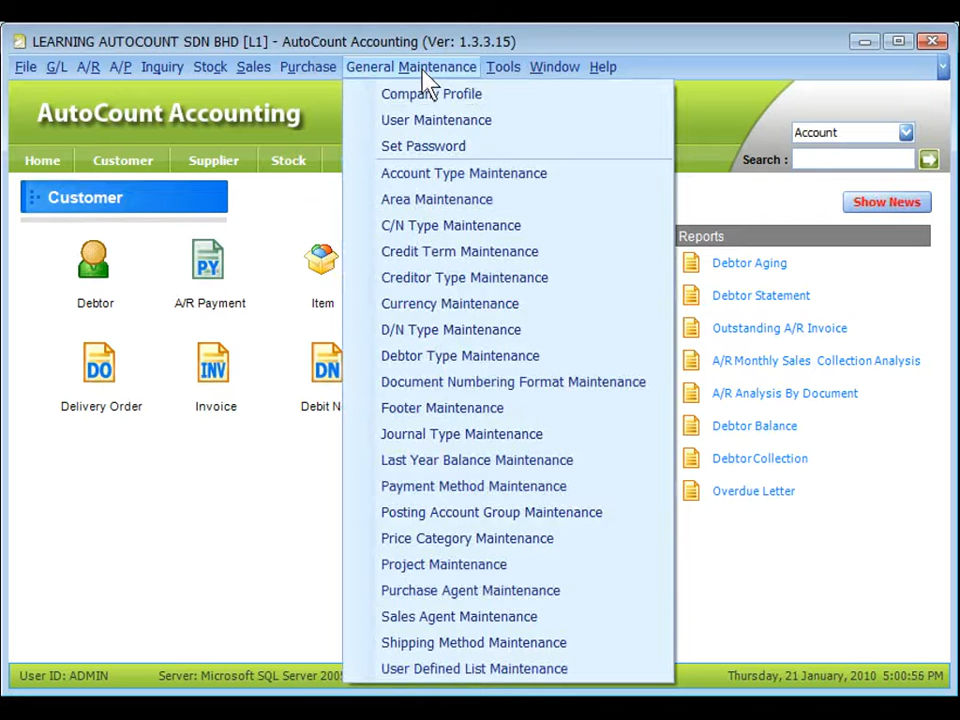 LEARNING AUTOCOUNT SDN BHD [L1] - AutoCount Accounting (Ver: 1.3.3.15)
File G/L A/R A/P Inquiry Stock Sales Purchase General Maintenance Tools Window Help
AutoCount Accounting
Home Customer Supplier Stock
Account
Search :
Customer
Show News
Debtor
A/R Payment
Item
DO
INV
DN
PY
Delivery Order
Invoice
Debit N
Company Profile
User Maintenance
Set Password
Account Type Maintenance
Area Maintenance
C/N Type Maintenance
Credit Term Maintenance
Creditor Type Maintenance
Currency Maintenance
D/N Type Maintenance
Debtor Type Maintenance
Document Numbering Format Maintenance
Footer Maintenance
Journal Type Maintenance
Last Year Balance Maintenance
Payment Method Maintenance
Posting Account Group Maintenance
Price Category Maintenance
Project Maintenance
Purchase Agent Maintenance
Sales Agent Maintenance
Shipping Method Maintenance
User Defined List Maintenance
Reports
Debtor Aging
Debtor Statement
Outstanding A/R Invoice
A/R Monthly Sales Collection Analysis
A/R Analysis By Document
Debtor Balance
Debtor Collection
Overdue Letter
User ID: ADMIN
Server: Microsoft SQL Server 200
Thursday, 21 January, 2010 5:00:56 PM